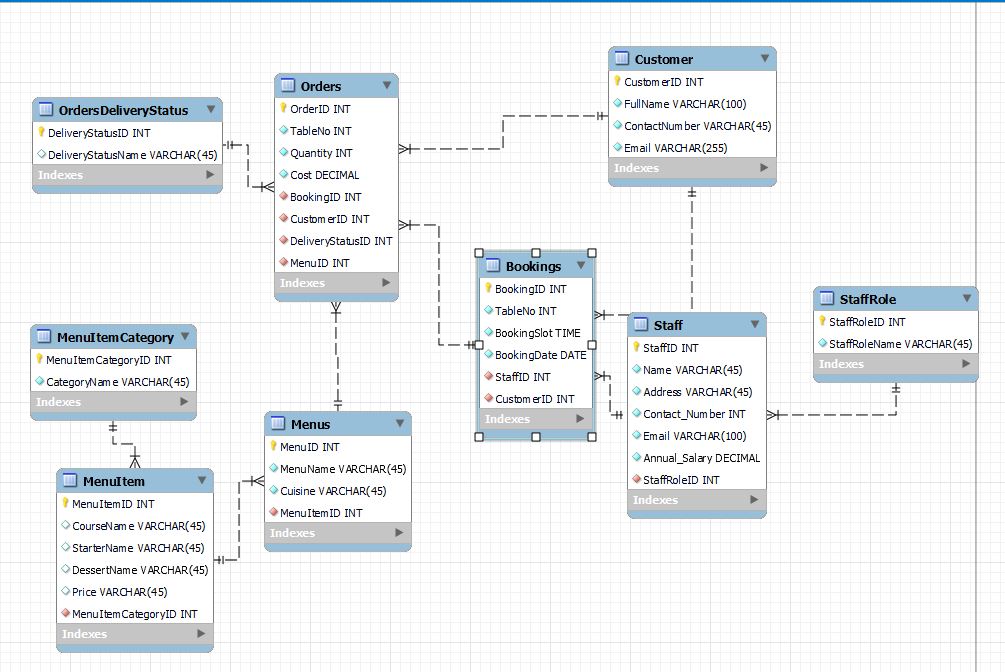 OrdersDeliveryStatus
DeliveryStatusID INT
DeliveryStatusName VARCHAR(45)
Indexes
Orders
OrderID INT
TableNo INT
Quantity INT
Cost DECIMAL
BookingID INT
CustomerID INT
DeliveryStatusID INT
MenuID INT
Indexes
Customer
CustomerID INT
FullName VARCHAR(100)
ContactNumber VARCHAR(45)
Email VARCHAR(255)
Indexes
Bookings
BookingID INT
TableNo INT
BookingSlot TIME
BookingDate DATE
StaffID INT
CustomerID INT
Indexes
Staff
StaffID INT
Name VARCHAR(45)
Address VARCHAR(45)
Contact_Number INT
Email VARCHAR(100)
Annual_Salary DECIMAL
StaffRoleID INT
Indexes
StaffRole
StaffRoleID INT
StaffRoleName VARCHAR(45)
Indexes
MenuItemCategory
MenuItemCategoryID INT
CategoryName VARCHAR(45)
Indexes
Menus
MenuID INT
MenuName VARCHAR(45)
Cuisine VARCHAR(45)
MenuItemID INT
Indexes
MenuItem
MenuItemID INT
CourseName VARCHAR(45)
StarterName VARCHAR(45)
DessertName VARCHAR(45)
Price VARCHAR(45)
MenuItemCategoryID INT
Indexes